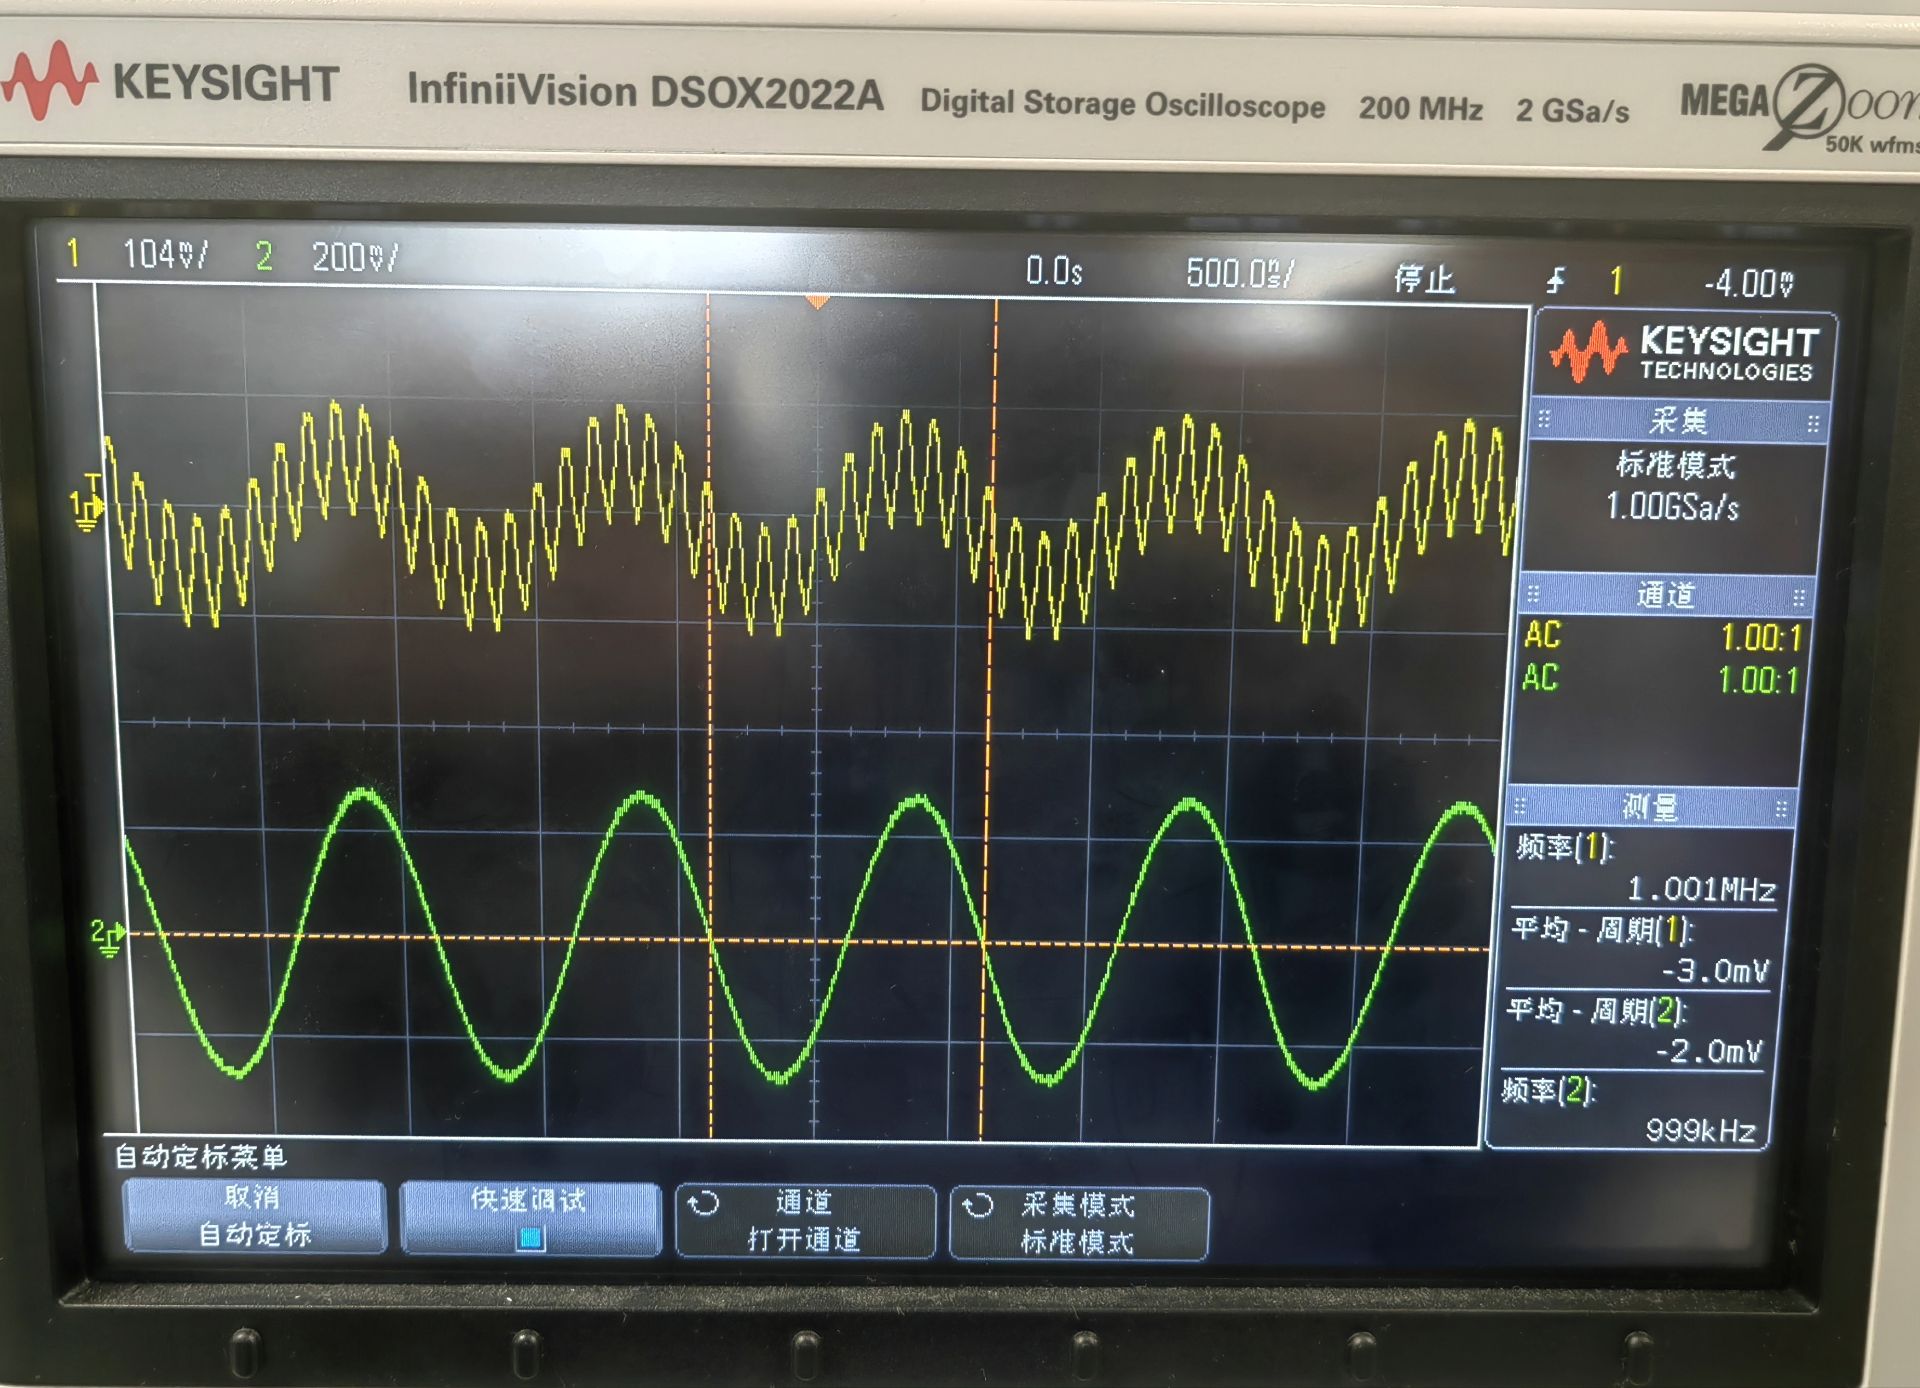 KEYSIGHT InfiniiVision DSOX2022A Digital Storage Oscilloscope 200 MHz 2 GSa/s MEGA Zoom
50K wfms
1 104mV/ 2 200mV/ 0.0s 500.0ns/ 停止 1 -4.00mV
KEYSIGHT
TECHNOLOGIES
采集
标准模式
1.00GSa/s
通道
AC 1.00:1
AC 1.00:1
测量
频率(1):
1.001MHz
平均 - 周期(1):
-3.0mV
平均 - 周期(2):
-2.0mV
频率(2):
999kHz
T
1
2
自动定标菜单
取消
自动定标
快速调试
通道
打开通道
采集模式
标准模式